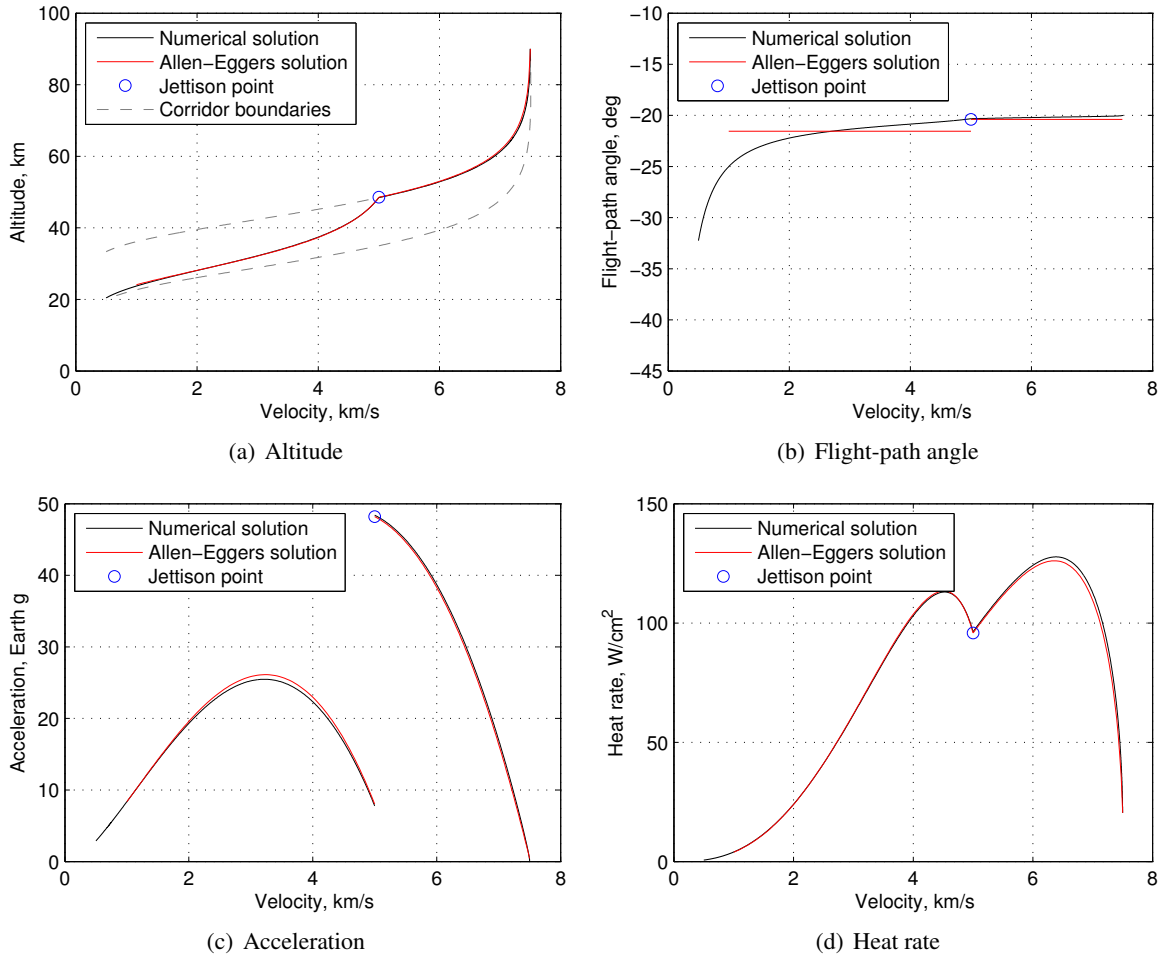 100
80
60
40
20
0
0
2
4
6
8
Altitude, km
Velocity, km/s
Numerical solution
Allen−Eggers solution
Jettison point
Corridor boundaries
(a) Altitude
−10
−15
−20
−25
−30
−35
−40
−45
0
2
4
6
8
Flight−path angle, deg
Velocity, km/s
Numerical solution
Allen−Eggers solution
Jettison point
(b) Flight-path angle
50
40
30
20
10
0
0
2
4
6
8
Acceleration, Earth g
Velocity, km/s
Numerical solution
Allen−Eggers solution
Jettison point
(c) Acceleration
150
100
50
0
0
2
4
6
8
Heat rate, W/cm²
Velocity, km/s
Numerical solution
Allen−Eggers solution
Jettison point
(d) Heat rate